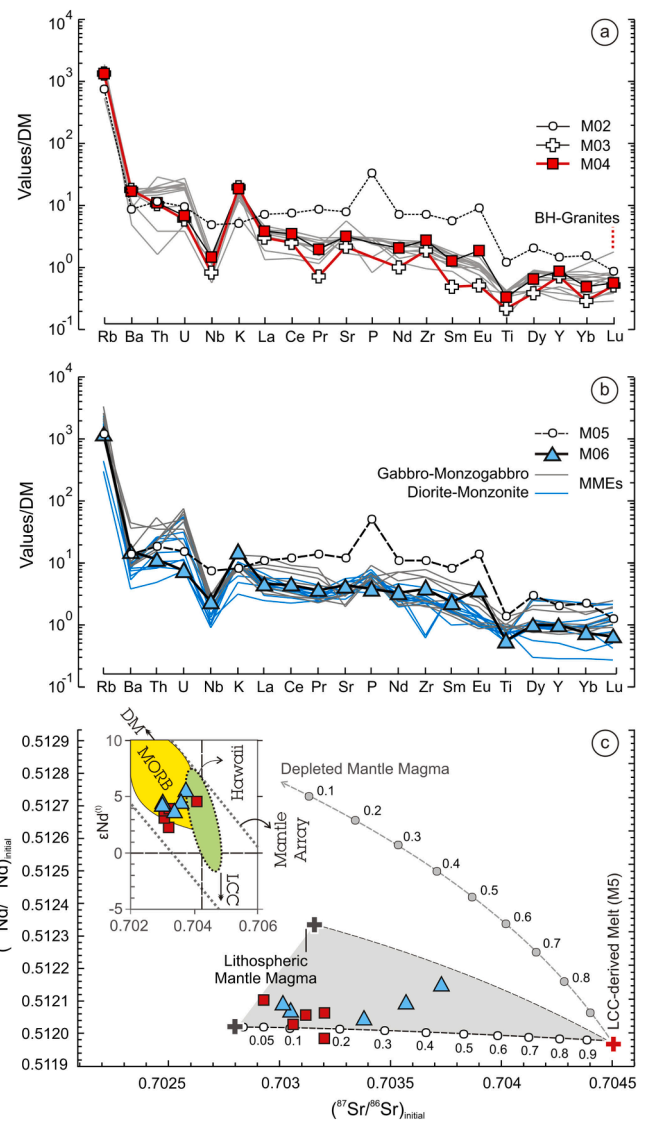 10⁴
10³
10²
10¹
10⁰
10⁻¹
Values/DM
a
M02
M03
M04
BH-Granites
Rb Ba Th U Nb K La Ce Pr Sr P Nd Zr Sm Eu Ti Dy Y Yb Lu
10⁴
10³
10²
10¹
10⁰
10⁻¹
Values/DM
b
M05
M06
Gabbro-Monzogabbro
Diorite-Monzonite
MMEs
Rb Ba Th U Nb K La Ce Pr Sr P Nd Zr Sm Eu Ti Dy Y Yb Lu
c
0.5129
0.5128
0.5127
0.5126
0.5125
0.5124
0.5123
0.5122
0.5121
0.5120
0.5119
Nd/ Nd)initial
10
5
0
-5
εNd(t)
0.702 0.704 0.706
DM
MORB
Hawaii
Mantle
Array
LCC
Depleted Mantle Magma
0.1
0.2
0.3
0.4
0.5
0.6
0.7
0.8
LCC-derived Melt (M5)
Lithospheric
Mantle Magma
0.05 0.1 0.2 0.3 0.4 0.5 0.6 0.7 0.8 0.9
0.7025 0.703 0.7035 0.704 0.7045
(⁸⁷Sr/⁸⁶Sr)initial